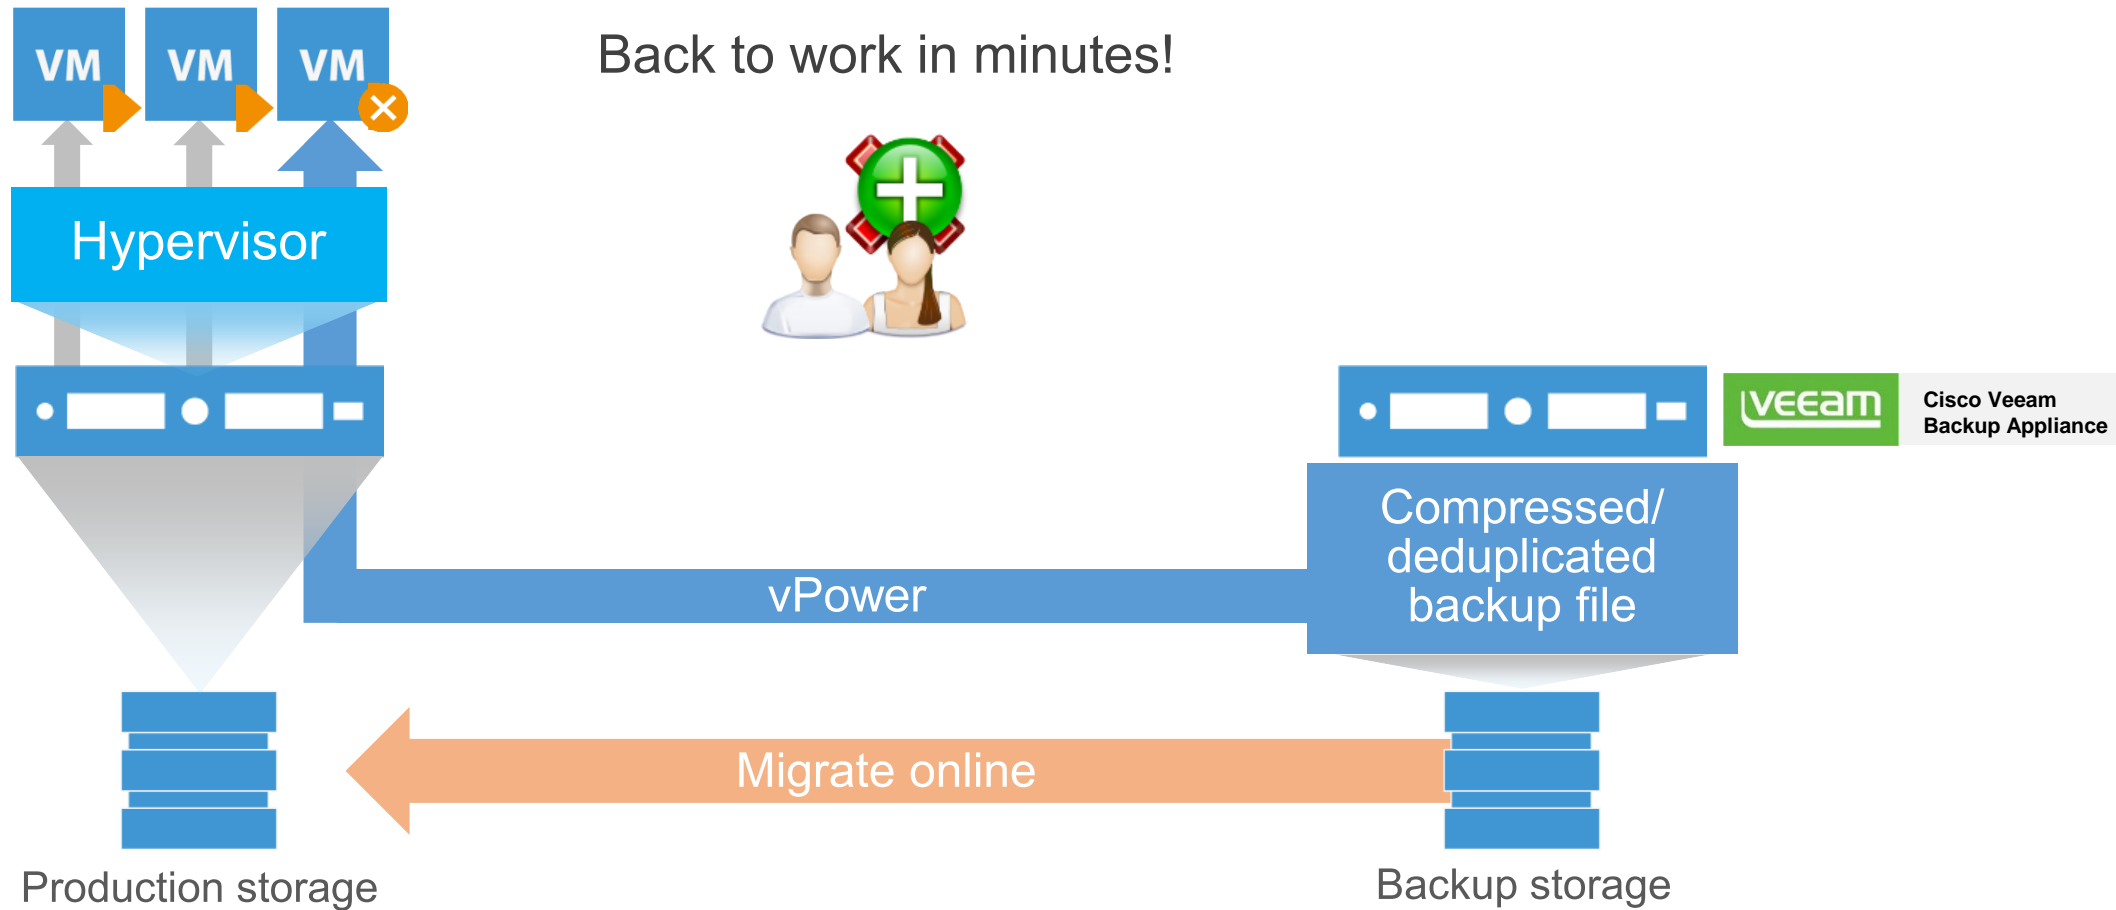 VM VM VM
Back to work in minutes!
Hypervisor
veeam
Cisco Veeam
Backup Appliance
Compressed/
deduplicated
backup file
vPower
Migrate online
Production storage
Backup storage